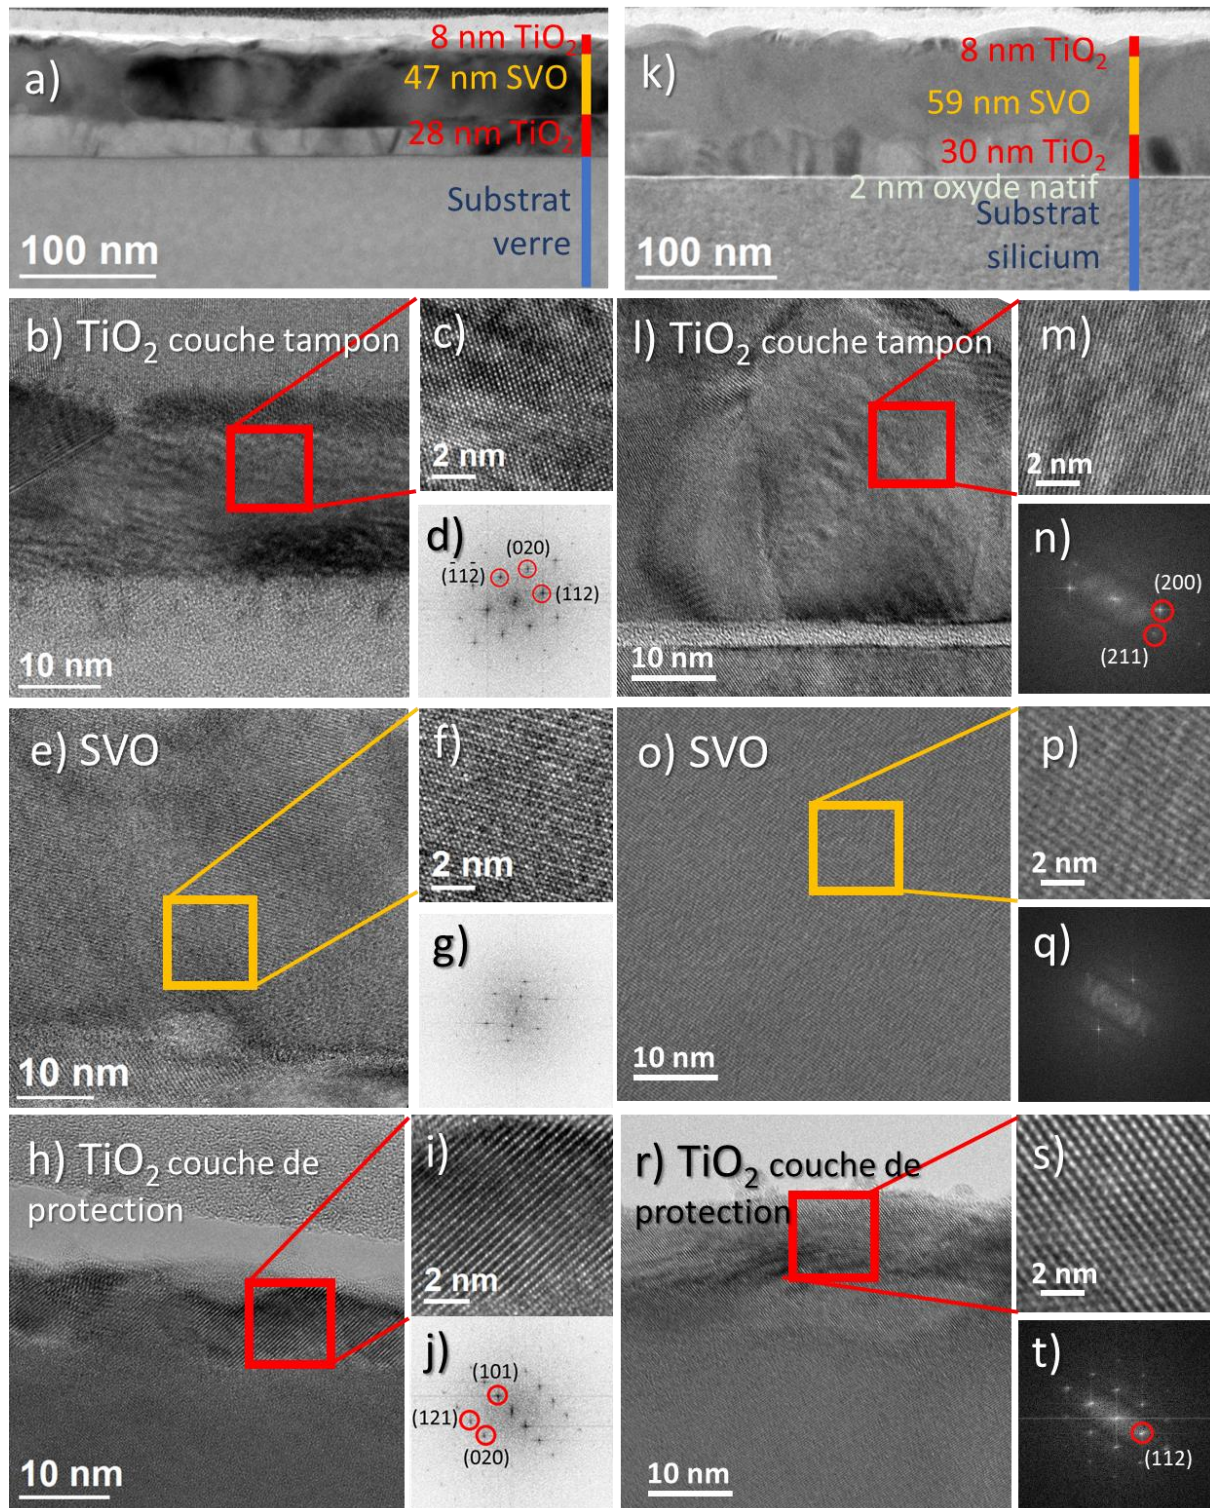 a)
8 nm TiO₂
47 nm SVO
28 nm TiO₂
Substrat
verre
100 nm
k)
8 nm TiO₂
59 nm SVO
30 nm TiO₂
2 nm oxyde natif
Substrat
silicium
100 nm
b) TiO₂ couche tampon
10 nm
c)
2 nm
d)
(020)
(1̄12̄)
(112)
l) TiO₂ couche tampon
10 nm
m)
2 nm
n)
(200)
(211)
e) SVO
10 nm
f)
2 nm
g)
o) SVO
10 nm
p)
2 nm
q)
h) TiO₂ couche de
protection
10 nm
i)
2 nm
j)
(101)
(121)
(020)
r) TiO₂ couche de
protection
10 nm
s)
2 nm
t)
(112)